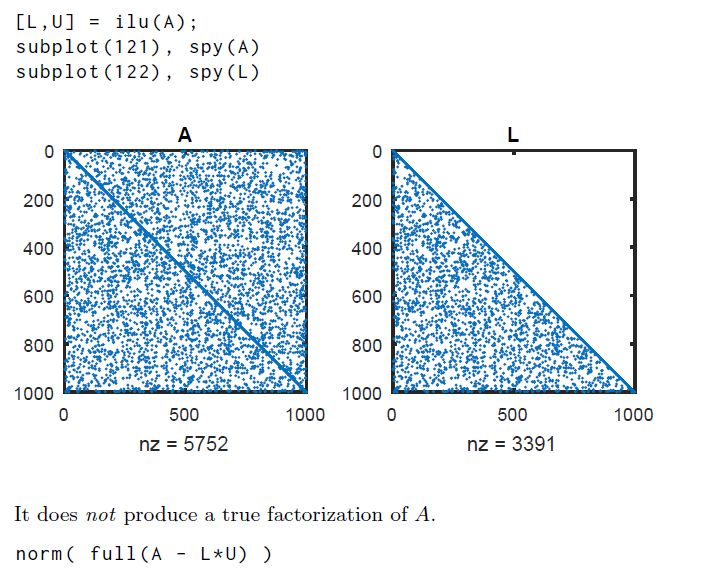 [L,U] = ilu(A);
subplot(121), spy(A)
subplot(122), spy(L)
A
L
0
200
400
600
800
1000
0
500
1000
nz = 5752
0
200
400
600
800
1000
0
500
1000
nz = 3391
It does not produce a true factorization of A.
norm( full(A - L*U) )